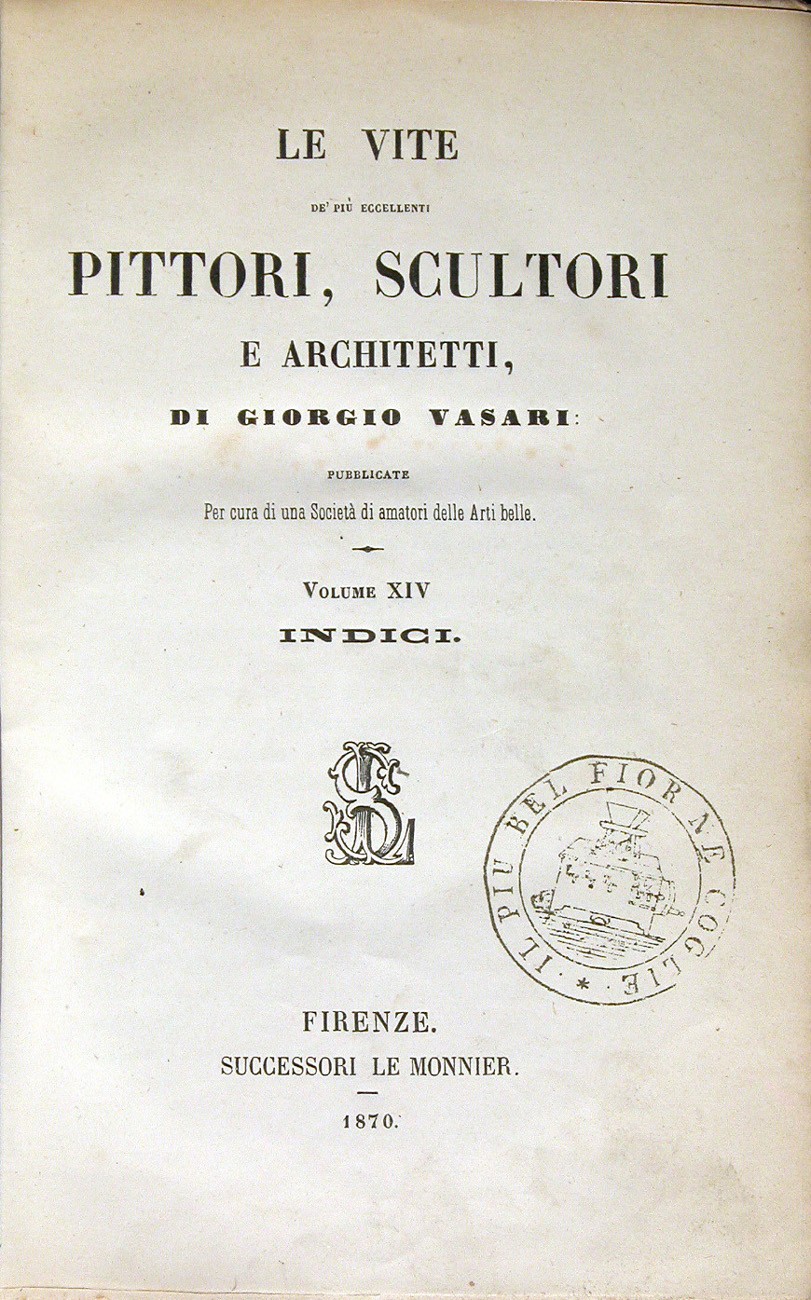 LE VITE
DE' PIÙ ECCELLENTI
PITTORI, SCULTORI
E ARCHITETTI,
DI GIORGIO VASARI:
PUBBLICATE
Per cura di una Società di amatori delle Arti belle.
VOLUME XIV
INDICI.
SL
IL PIU BEL FIOR NE COGLIE
FIRENZE.
SUCCESSORI LE MONNIER.
1870.